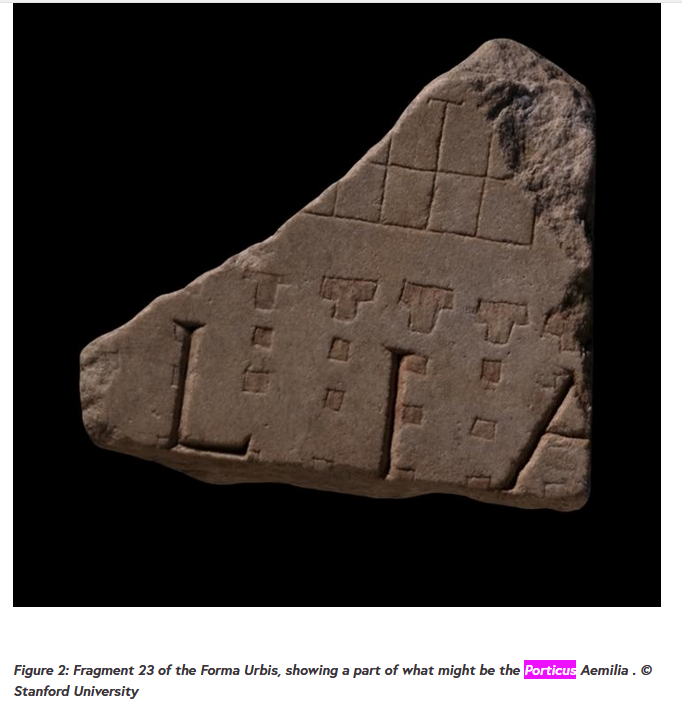 LIA
Figure 2: Fragment 23 of the Forma Urbis, showing a part of what might be the Porticus Aemilia . ©
Stanford University